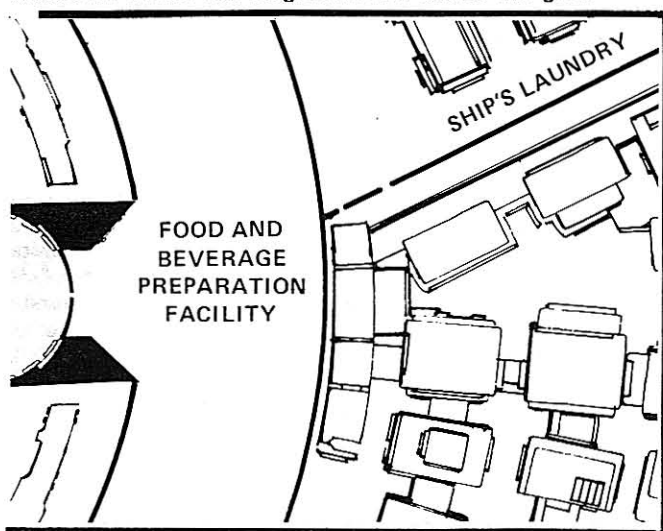 SHIP'S LAUNDRY
FOOD AND
BEVERAGE
PREPARATION
FACILITY